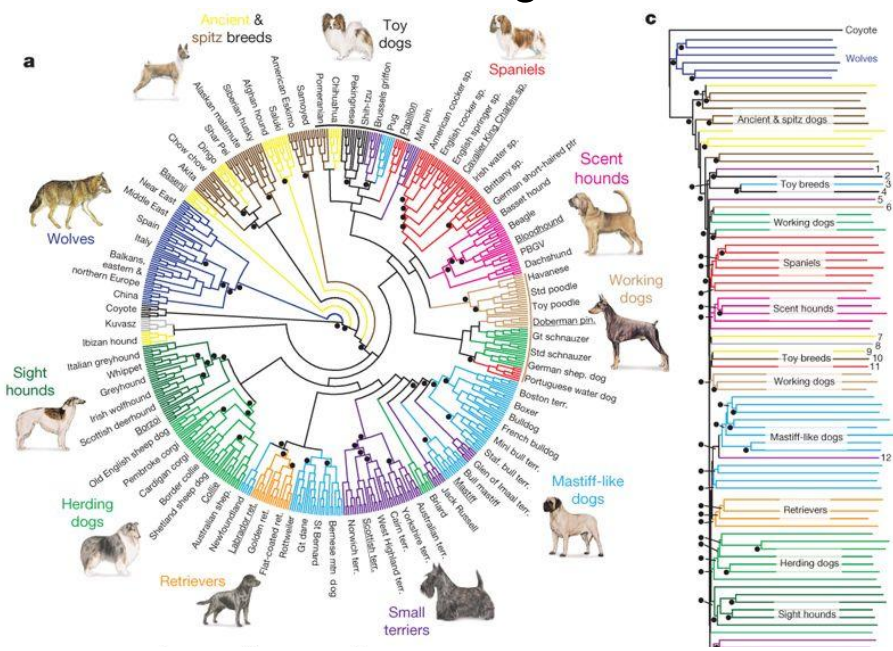 a
Ancient &
spitz breeds
Toy
dogs
Spaniels
Scent
hounds
Working
dogs
Mastiff-like
dogs
Small
terriers
Retrievers
Herding
dogs
Sight
hounds
Wolves
Basenji
Akita
Chow chow
Dingo
Shar Pei
Alaskan malamute
Siberian husky
Afghan hound
Saluki
American Eskimo
Samoyed
Pomeranian
Chihuahua
Pekingnese
Shih-tzu
Brussels griffon
Pug
Papillon
Mini pin.
American cocker sp.
English cocker sp.
English springer sp.
Cavalier King Charles sp.
Irish water sp.
Brittany sp.
German short-haired ptr
Basset hound
Beagle
Bloodhound
PBGV
Dachshund
Havanese
Std poodle
Toy poodle
Doberman pin.
Gt schnauzer
Std schnauzer
German shep. dog
Portuguese water dog
Boston terr.
Boxer
Bulldog
French bulldog
Mini bull terr.
Staf. bull terr.
Glen of Imaal terr.
Bull mastiff
Mastiff
Jack Russell
Briard
Australian terr.
Yorkshire terr.
Cairn terr.
West Highland terr.
Scottish terr.
Norwich terr.
Bernese mtn dog
St Bernard
Gt dane
Rottweiler
Flat-coated ret.
Golden ret.
Labrador ret.
Newfoundland
Australian shep.
Collie
Shetland sheep dog
Border collie
Cardigan corgi
Pembroke corgi
Old English sheep dog
Borzoi
Scottish deerhound
Irish wolfhound
Greyhound
Whippet
Italian greyhound
Ibizan hound
Kuvasz
Coyote
China
Balkans,
eastern &
northern Europe
Italy
Spain
Middle East
Near East
c
Coyote
Wolves
Ancient & spitz dogs
1
2
Toy breeds
3
4
5
6
Working dogs
Spaniels
Scent hounds
7
8
9
Toy breeds
10
11
Working dogs
Mastiff-like dogs
12
Retrievers
Herding dogs
Sight hounds